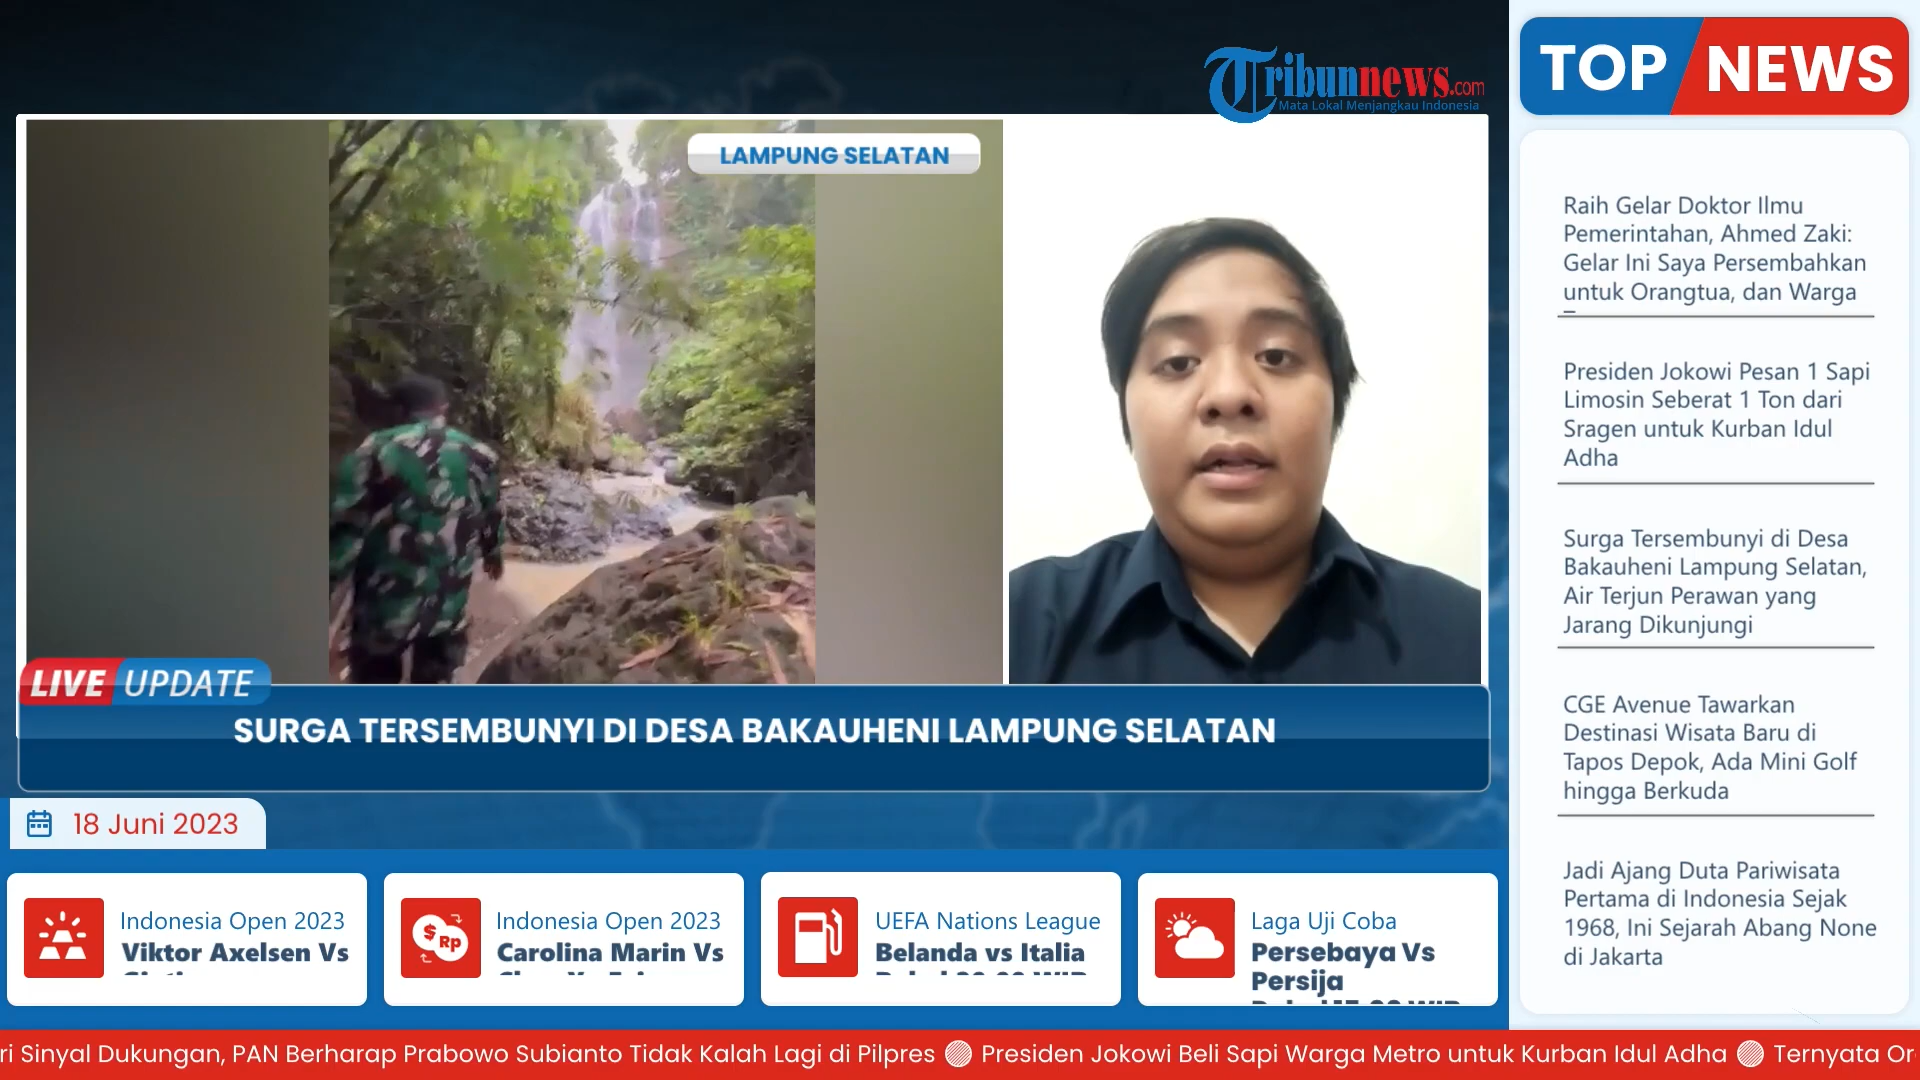 Tribunnews.com
Mata Lokal Menjangkau Indonesia
TOP NEWS
LAMPUNG SELATAN
LIVE UPDATE
SURGA TERSEMBUNYI DI DESA BAKAUHENI LAMPUNG SELATAN
18 Juni 2023
Indonesia Open 2023
Viktor Axelsen Vs
Indonesia Open 2023
$ Rp
Carolina Marin Vs
UEFA Nations League
Belanda vs Italia
Laga Uji Coba
Persebaya Vs
Persija
Raih Gelar Doktor Ilmu
Pemerintahan, Ahmed Zaki:
Gelar Ini Saya Persembahkan
untuk Orangtua, dan Warga
Presiden Jokowi Pesan 1 Sapi
Limosin Seberat 1 Ton dari
Sragen untuk Kurban Idul
Adha
Surga Tersembunyi di Desa
Bakauheni Lampung Selatan,
Air Terjun Perawan yang
Jarang Dikunjungi
CGE Avenue Tawarkan
Destinasi Wisata Baru di
Tapos Depok, Ada Mini Golf
hingga Berkuda
Jadi Ajang Duta Pariwisata
Pertama di Indonesia Sejak
1968, Ini Sejarah Abang None
di Jakarta
ri Sinyal Dukungan, PAN Berharap Prabowo Subianto Tidak Kalah Lagi di Pilpres Presiden Jokowi Beli Sapi Warga Metro untuk Kurban Idul Adha Ternyata Or